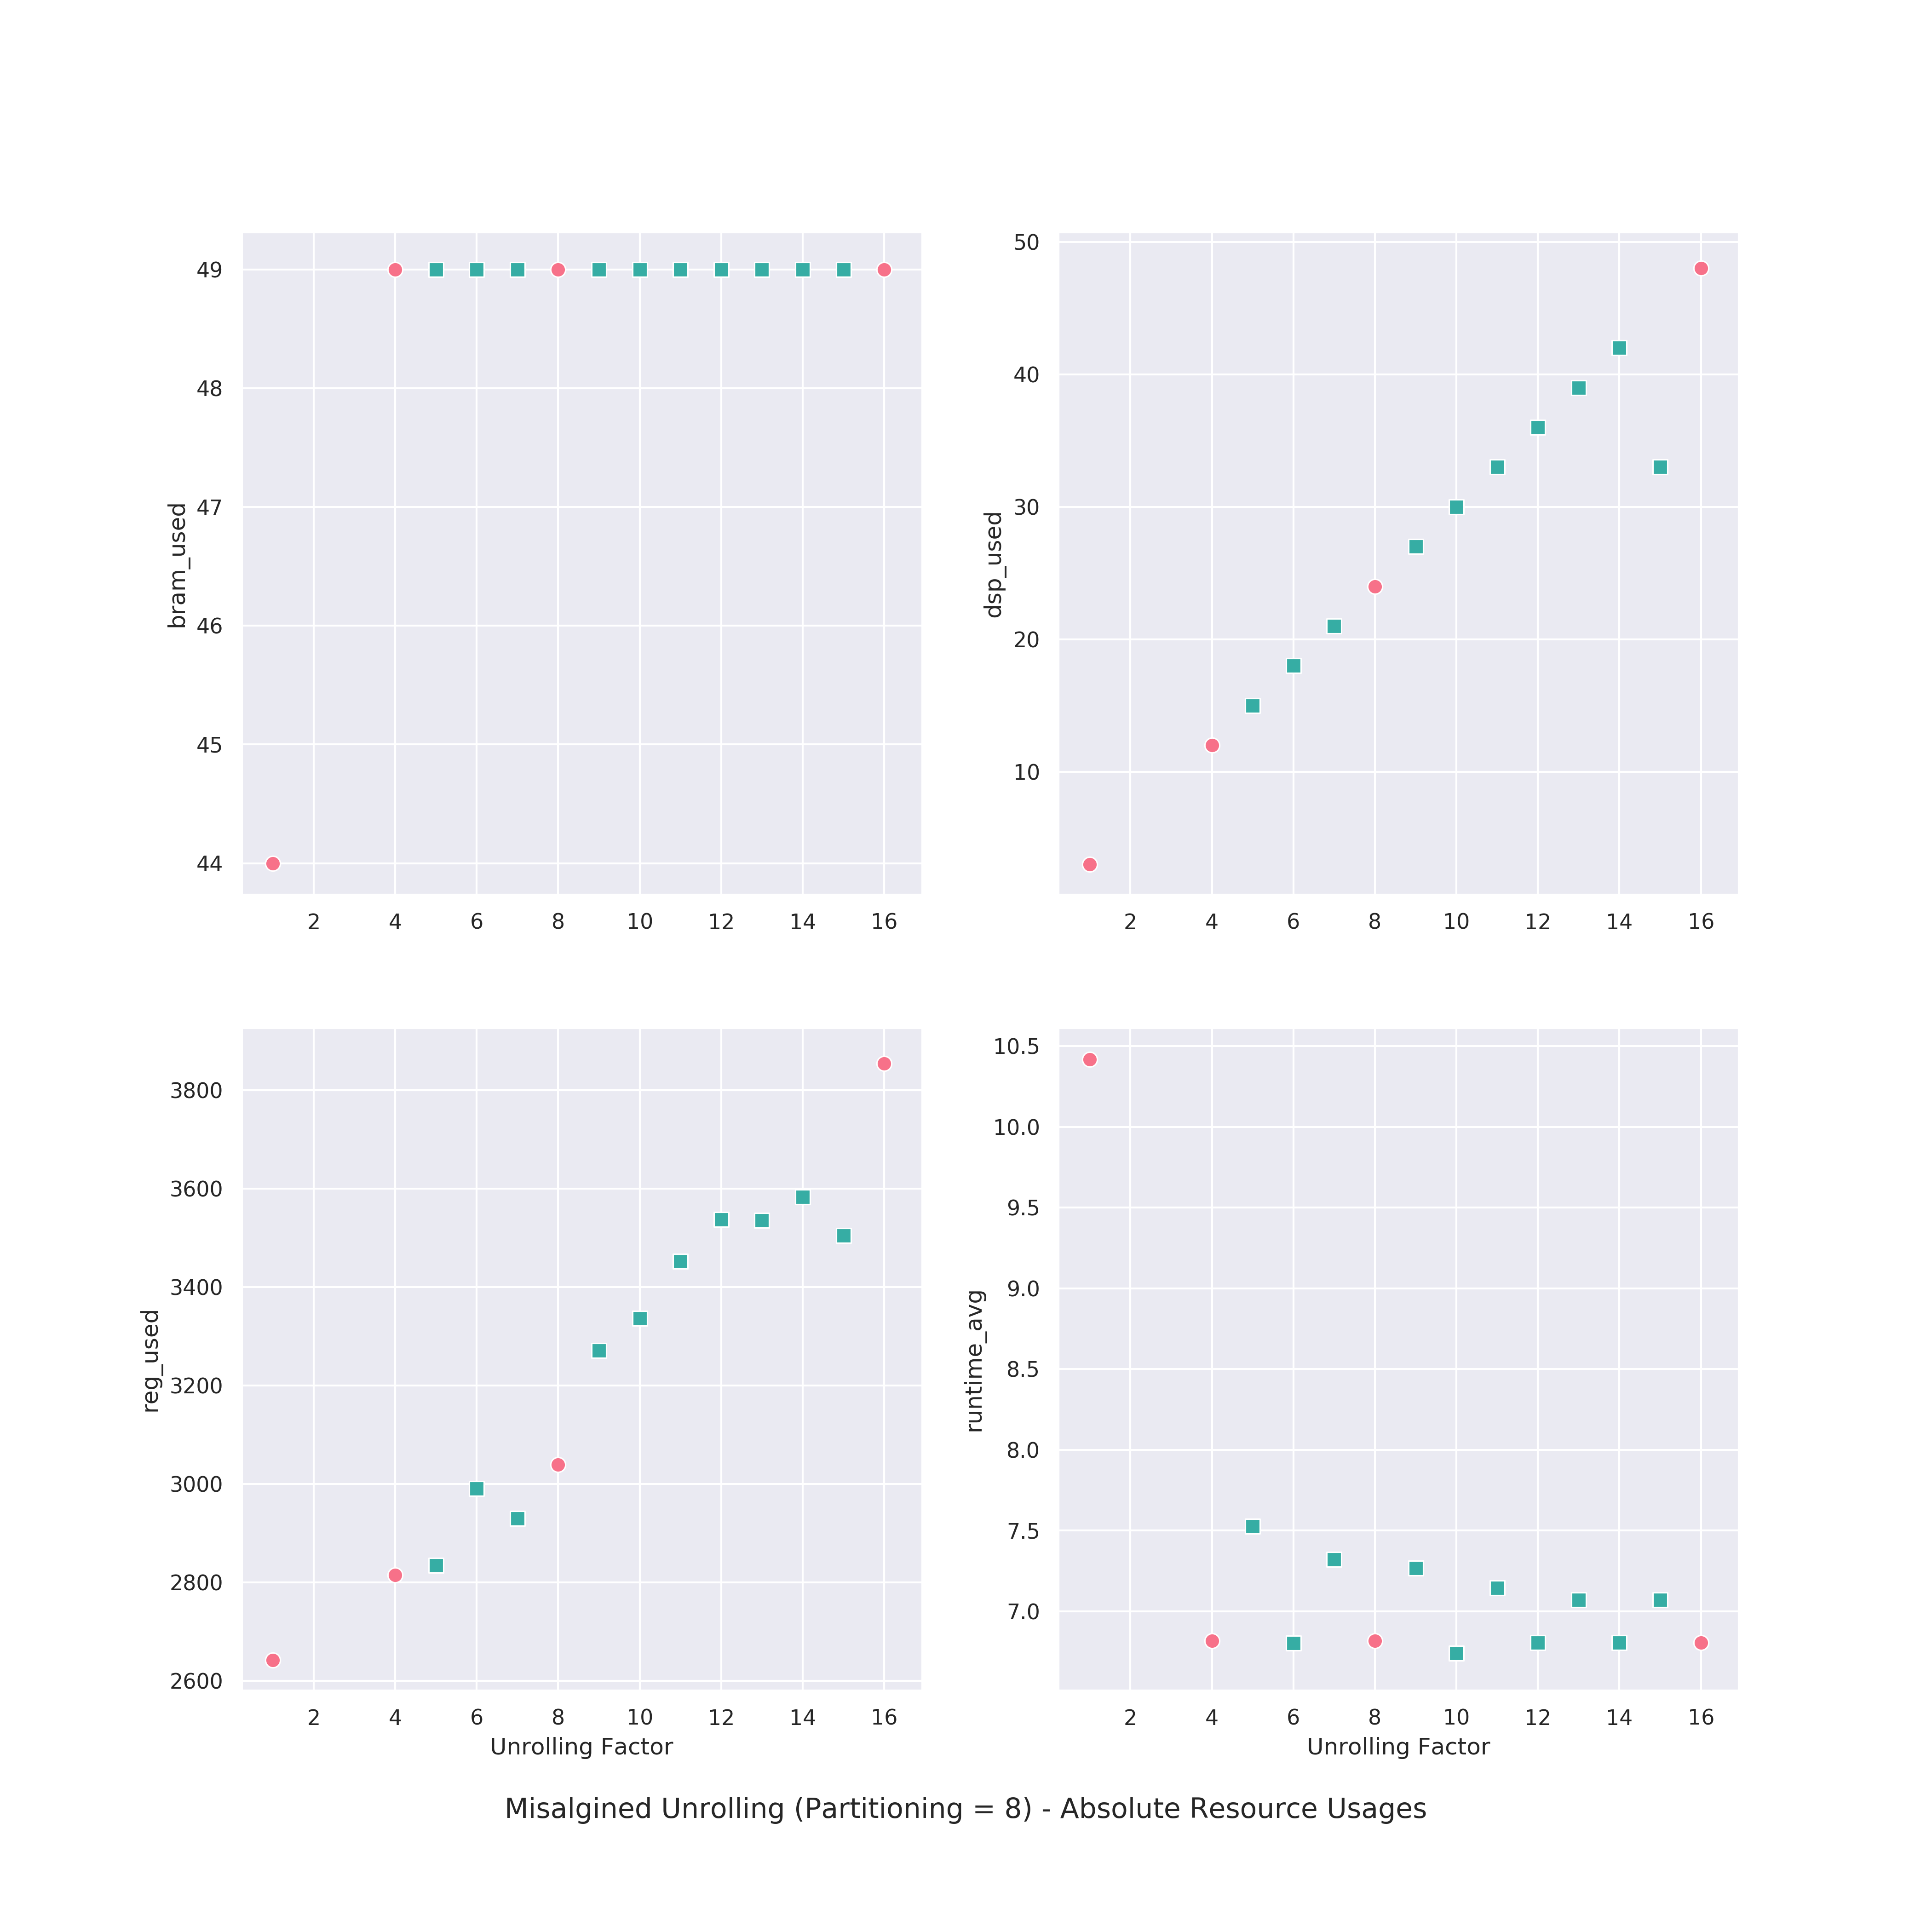 49
48
47
46
45
44
bram_used
2 4 6 8 10 12 14 16
50
40
30
20
10
dsp_used
2 4 6 8 10 12 14 16
3800
3600
3400
3200
3000
2800
2600
reg_used
2 4 6 8 10 12 14 16
Unrolling Factor
10.5
10.0
9.5
9.0
8.5
8.0
7.5
7.0
runtime_avg
2 4 6 8 10 12 14 16
Unrolling Factor
Misalgined Unrolling (Partitioning = 8) - Absolute Resource Usages